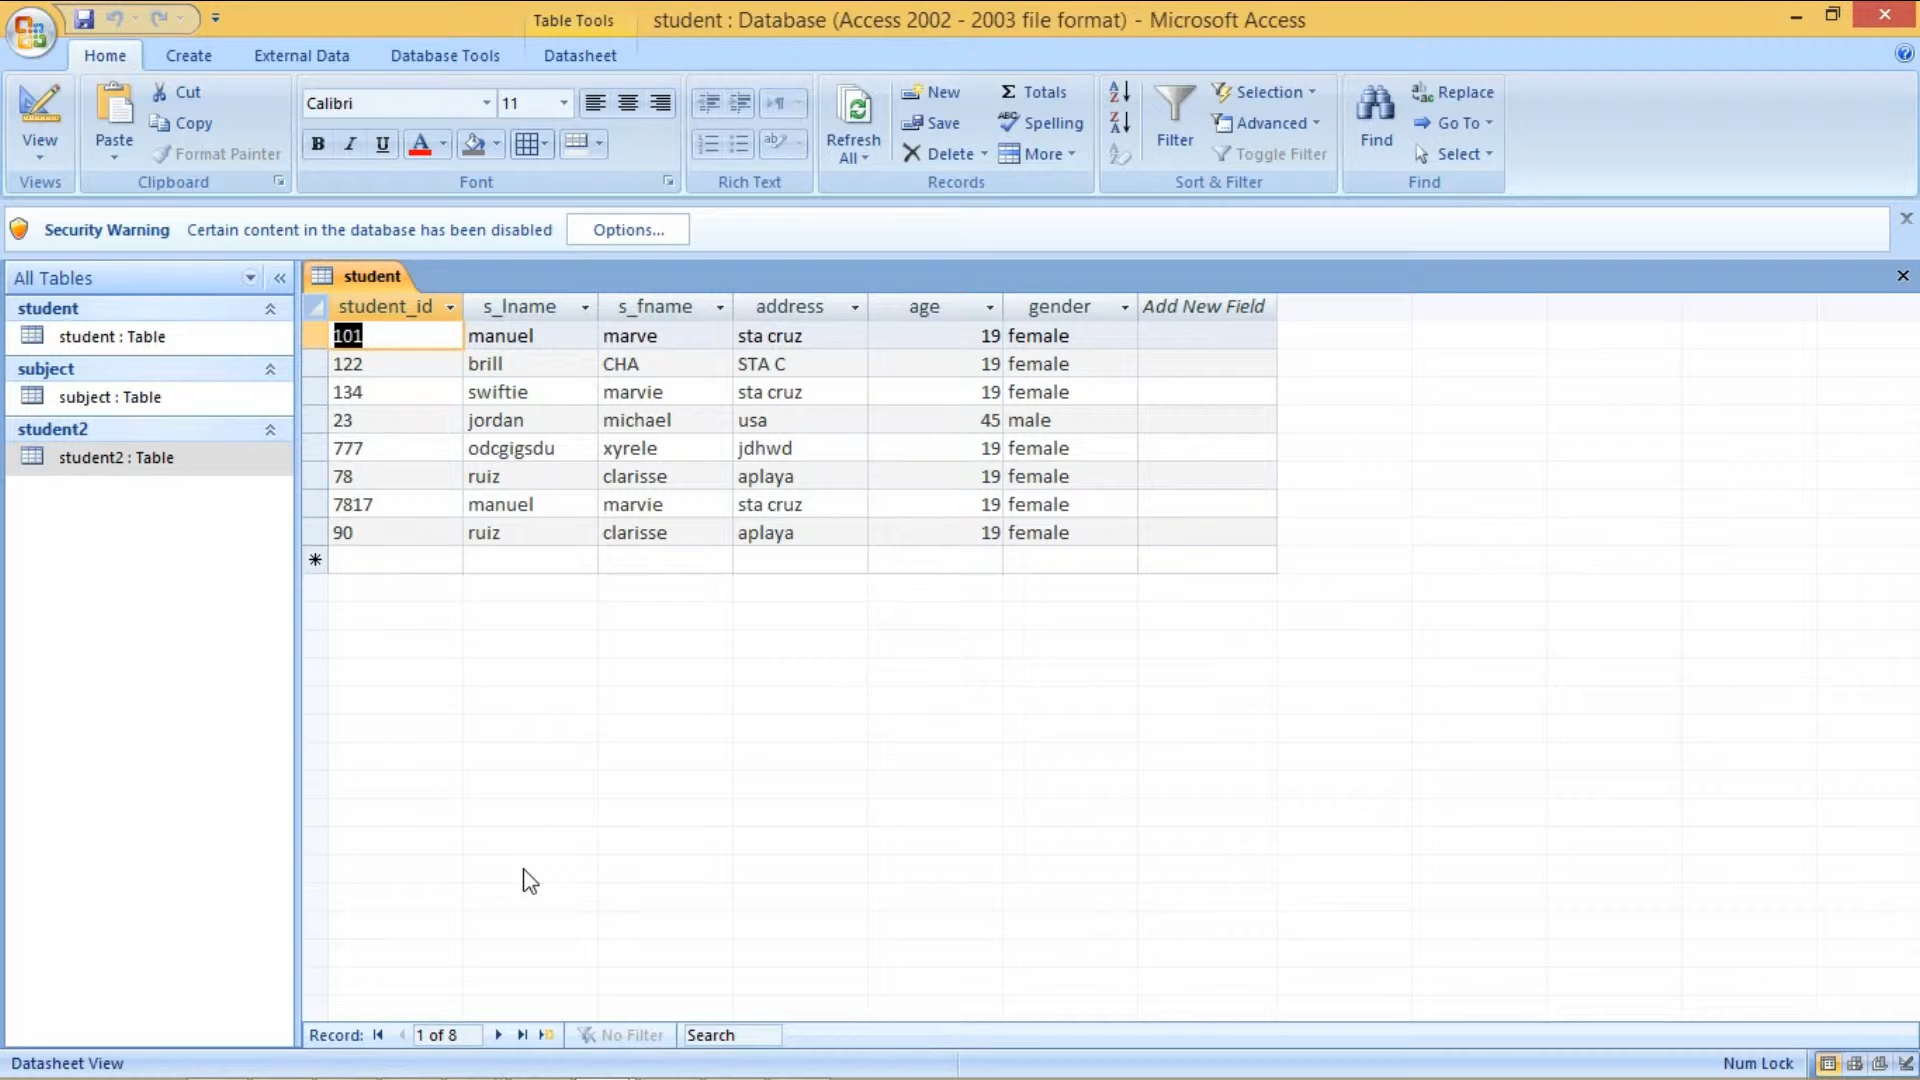 Table Tools
student : Database (Access 2002 - 2003 file format) - Microsoft Access
Home Create External Data Database Tools Datasheet
View
Views
Paste
Cut
Copy
Format Painter
Clipboard
Calibri 11
B I U A
Font
Rich Text
Refresh
All
New
Save
Delete
Totals
Spelling
More
Records
Filter
Selection
Advanced
Toggle Filter
Sort & Filter
Find
Replace
Go To
Select
Find
Security Warning Certain content in the database has been disabled Options...
All Tables
student
student : Table
subject
subject : Table
student2
student2 : Table
student
student_id s_lname s_fname address age gender Add New Field
101 manuel marve sta cruz 19 female
122 brill CHA STA C 19 female
134 swiftie marvie sta cruz 19 female
23 jordan michael usa 45 male
777 odcgigsdu xyrele jdhwd 19 female
78 ruiz clarisse aplaya 19 female
7817 manuel marvie sta cruz 19 female
90 ruiz clarisse aplaya 19 female
Record: 1 of 8 No Filter Search
Datasheet View Num Lock